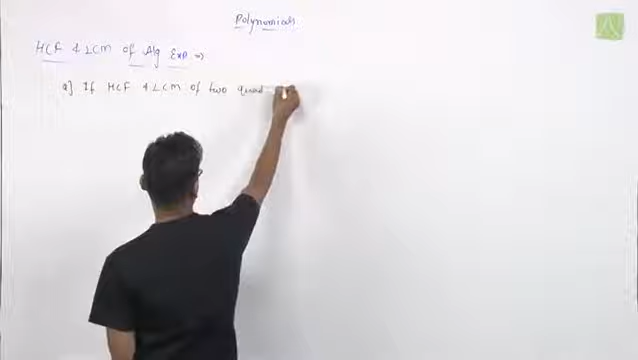 Polynomials
HCF & LCM of Alg Exp ⇒
a] If HCF & LCM of two quad